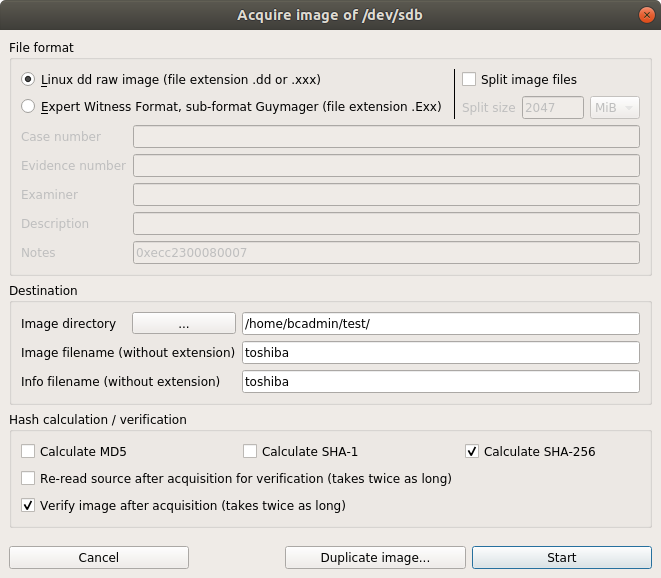 Acquire image of /dev/sdb
File format
Linux dd raw image (file extension .dd or .xxx)
Split image files
Expert Witness Format, sub-format Guymager (file extension .Exx)
Split size 2047 MiB
Case number
Evidence number
Examiner
Description
Notes 0xecc2300080007
Destination
Image directory ... /home/bcadmin/test/
Image filename (without extension) toshiba
Info filename (without extension) toshiba
Hash calculation / verification
Calculate MD5 Calculate SHA-1 Calculate SHA-256
Re-read source after acquisition for verification (takes twice as long)
Verify image after acquisition (takes twice as long)
Cancel Duplicate image... Start